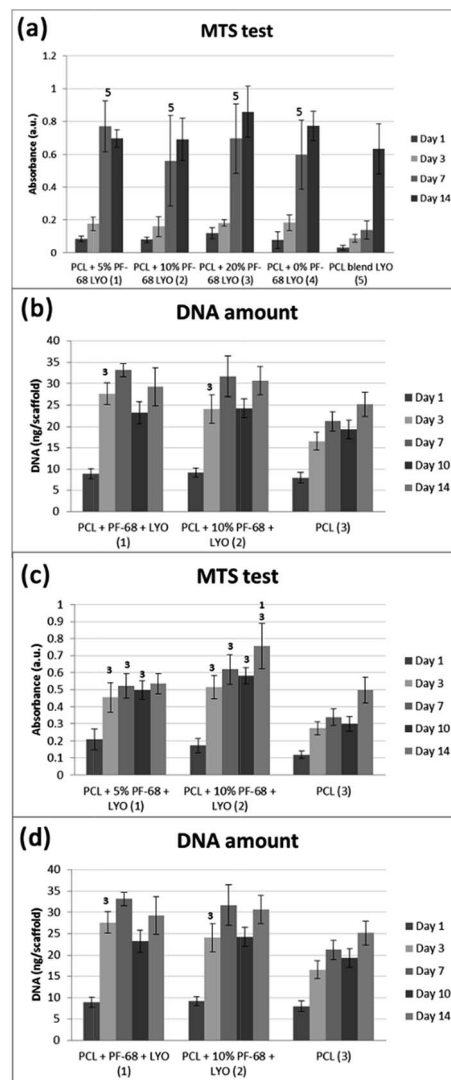 (a)
MTS test
1.2
1
0.8
0.6
0.4
0.2
0
Absorbance (a.u.)
5
5
5
5
PCL + 5% PF-
68 LYO (1)
PCL + 10% PF-
68 LYO (2)
PCL + 20% PF-
68 LYO (3)
PCL + 0% PF-
68 LYO (4)
PCL blend LYO
(5)
Day 1
Day 3
Day 7
Day 14
(b)
DNA amount
40
35
30
25
20
15
10
5
0
DNA (ng/scaffold)
3
3
PCL + PF-68 + LYO
(1)
PCL + 10% PF-68 +
LYO (2)
PCL (3)
Day 1
Day 3
Day 7
Day 10
Day 14
(c)
MTS test
1
0.9
0.8
0.7
0.6
0.5
0.4
0.3
0.2
0.1
0
Absorbance (a.u.)
3
3
3
3
3
3
1
3
PCL + 5% PF-68 +
LYO (1)
PCL + 10% PF-68 +
LYO (2)
PCL (3)
Day 1
Day 3
Day 7
Day 10
Day 14
(d)
DNA amount
40
35
30
25
20
15
10
5
0
DNA (ng/scaffold)
3
3
PCL + PF-68 + LYO
(1)
PCL + 10% PF-68 +
LYO (2)
PCL (3)
Day 1
Day 3
Day 7
Day 10
Day 14